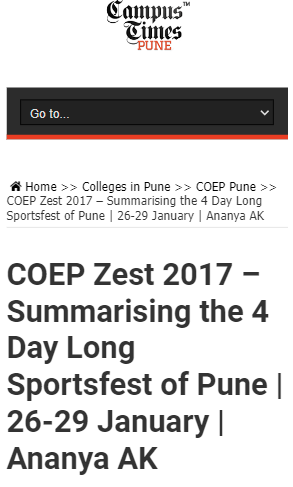 Campus™
Times
PUNE
Go to...
Home >> Colleges in Pune >> COEP Pune >>
COEP Zest 2017 – Summarising the 4 Day Long
Sportsfest of Pune | 26-29 January | Ananya AK
COEP Zest 2017 –
Summarising the 4
Day Long
Sportsfest of Pune |
26-29 January |
Ananya AK